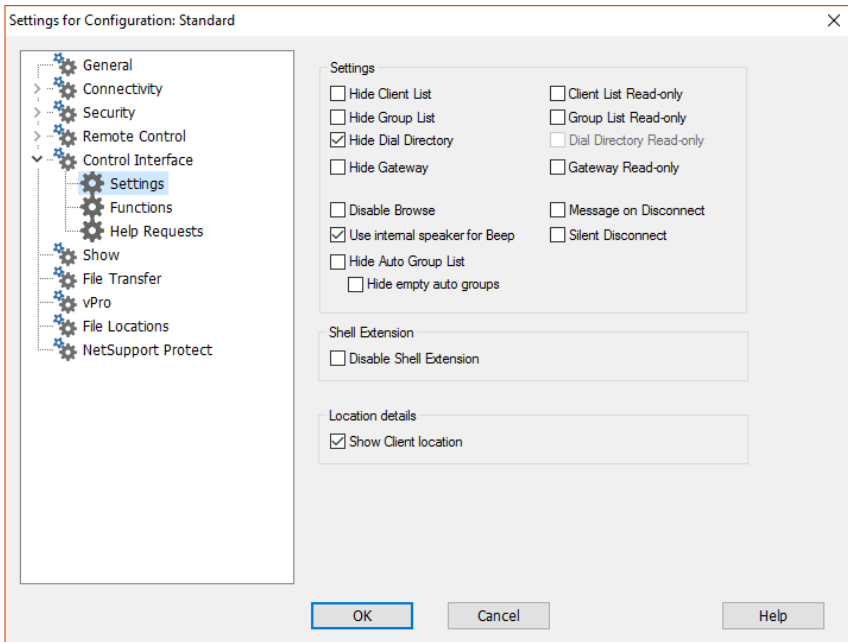 Settings for Configuration: Standard
General
Connectivity
Security
Remote Control
Control Interface
Settings
Functions
Help Requests
Show
File Transfer
vPro
File Locations
NetSupport Protect
Settings
Hide Client List
Client List Read-only
Hide Group List
Group List Read-only
Hide Dial Directory
Dial Directory Read-only
Hide Gateway
Gateway Read-only
Disable Browse
Message on Disconnect
Use internal speaker for Beep
Silent Disconnect
Hide Auto Group List
Hide empty auto groups
Shell Extension
Disable Shell Extension
Location details
Show Client location
OK
Cancel
Help